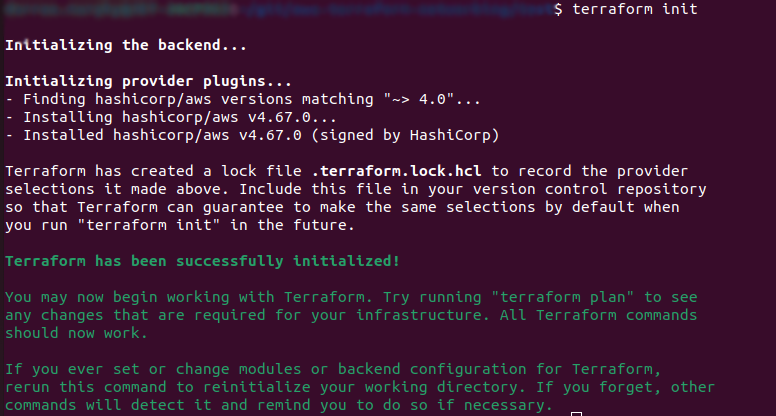 $ terraform init
Initializing the backend...
Initializing provider plugins...
- Finding hashicorp/aws versions matching "~> 4.0"...
- Installing hashicorp/aws v4.67.0...
- Installed hashicorp/aws v4.67.0 (signed by HashiCorp)
Terraform has created a lock file .terraform.lock.hcl to record the provider
selections it made above. Include this file in your version control repository
so that Terraform can guarantee to make the same selections by default when
you run "terraform init" in the future.
Terraform has been successfully initialized!
You may now begin working with Terraform. Try running "terraform plan" to see
any changes that are required for your infrastructure. All Terraform commands
should now work.
If you ever set or change modules or backend configuration for Terraform,
rerun this command to reinitialize your working directory. If you forget, other
commands will detect it and remind you to do so if necessary.